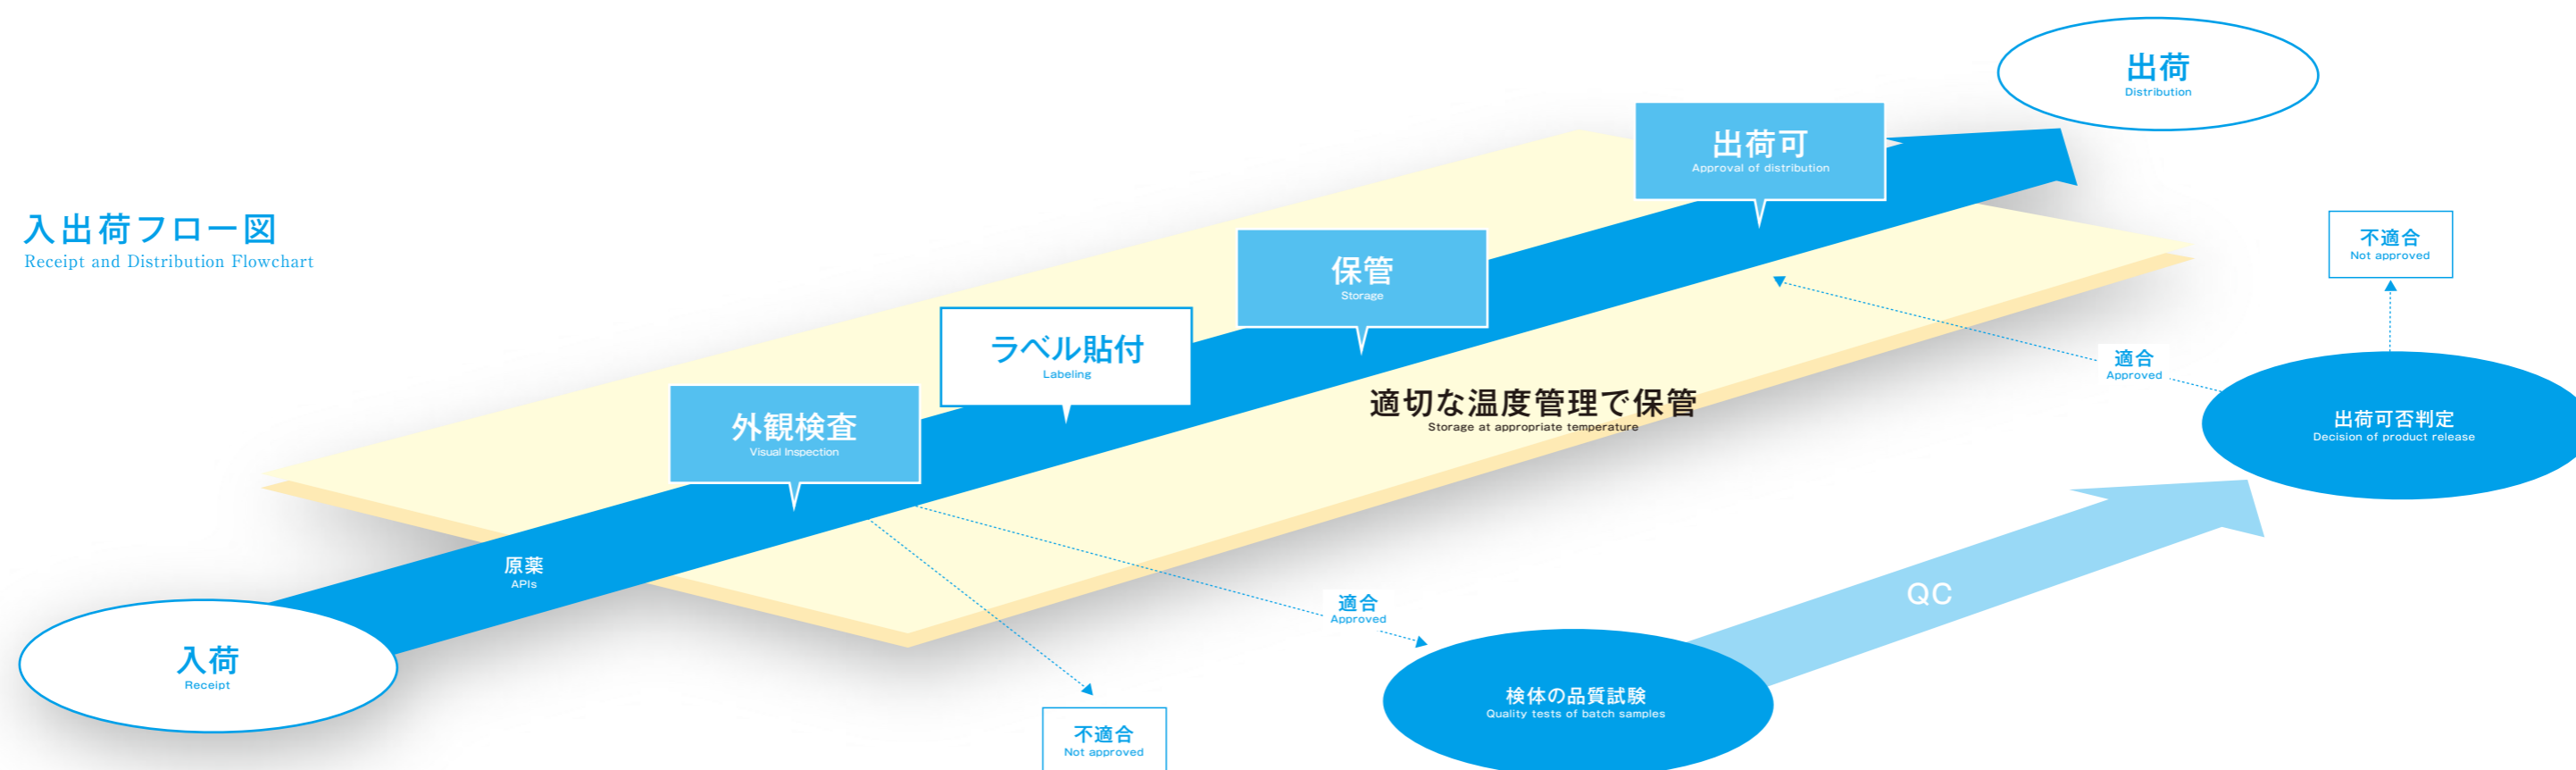 入出荷フロー図
Receipt and Distribution Flowchart
入荷
Receipt
原薬
APIs
外観検査
Visual Inspection
ラベル貼付
Labeling
保管
Storage
出荷可
Approval of distribution
出荷
Distribution
適切な温度管理で保管
Storage at appropriate temperature
不適合
Not approved
適合
Approved
検体の品質試験
Quality tests of batch samples
QC
出荷可否判定
Decision of product release
適合
Approved
不適合
Not approved